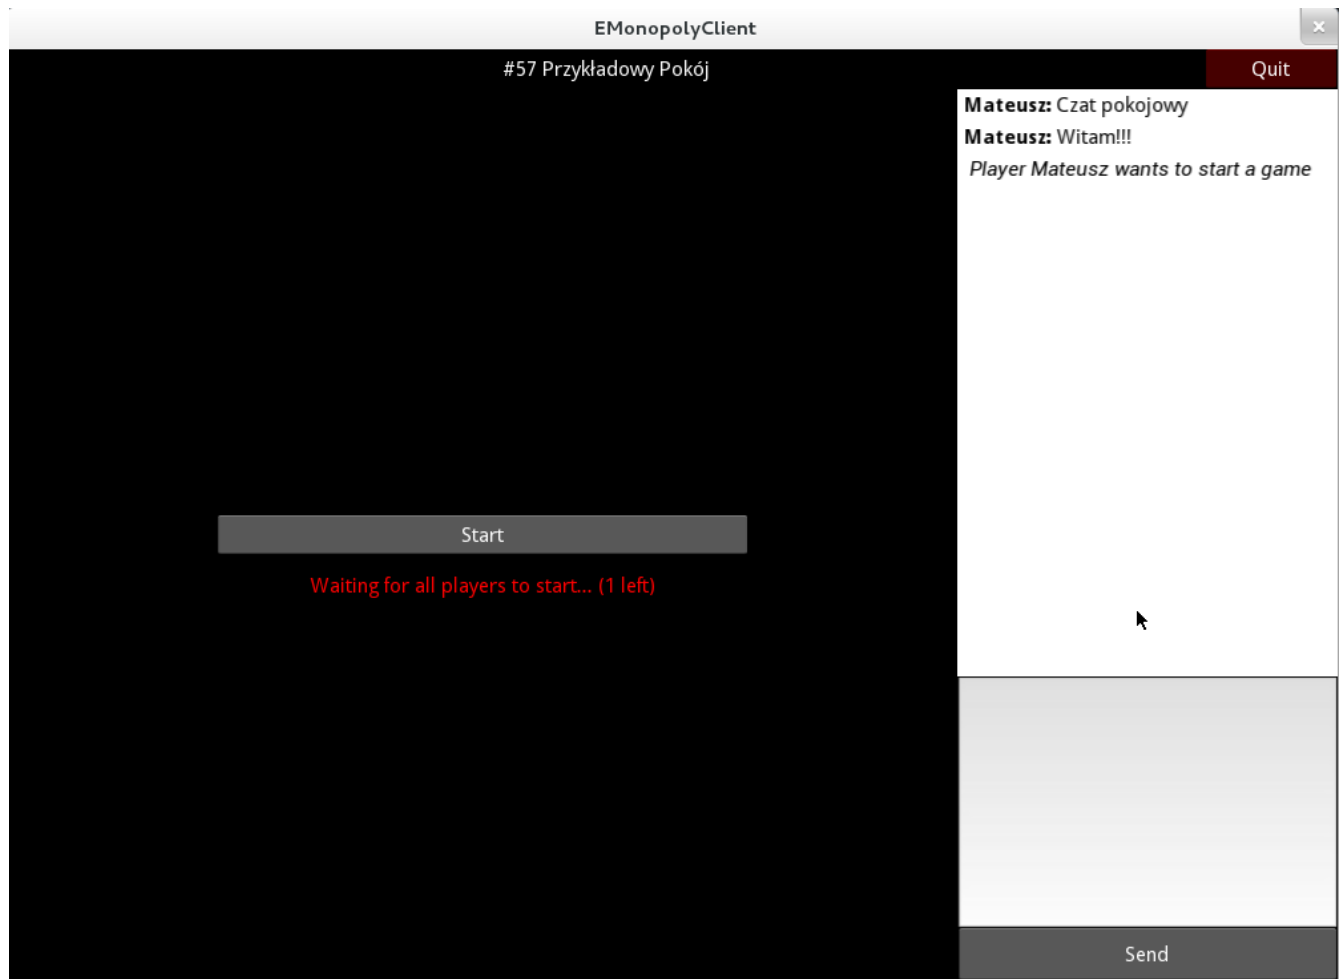 EMonopolyClient
#57 Przykładowy Pokój
Quit
Mateusz: Czat pokojowy
Mateusz: Witam!!!
Player Mateusz wants to start a game
Start
Waiting for all players to start... (1 left)
Send